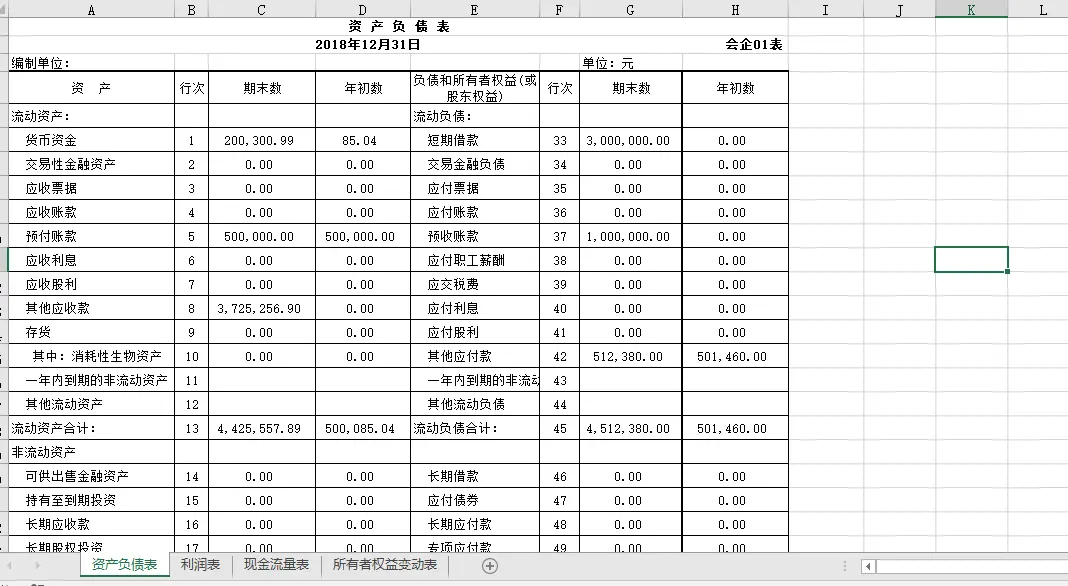 A B C D E F G H I J K L
资 产 负 债 表
2018年12月31日 会企01表
编制单位: 单位: 元
资 产 行次 期末数 年初数 负债和所有者权益(或股东权益) 行次 期末数 年初数
流动资产: 流动负债:
货币资金 1 200,300.99 85.04 短期借款 33 3,000,000.00 0.00
交易性金融资产 2 0.00 0.00 交易金融负债 34 0.00 0.00
应收票据 3 0.00 0.00 应付票据 35 0.00 0.00
应收账款 4 0.00 0.00 应付账款 36 0.00 0.00
预付账款 5 500,000.00 500,000.00 预收账款 37 1,000,000.00 0.00
应收利息 6 0.00 0.00 应付职工薪酬 38 0.00 0.00
应收股利 7 0.00 0.00 应交税费 39 0.00 0.00
其他应收款 8 3,725,256.90 0.00 应付利息 40 0.00 0.00
存货 9 0.00 0.00 应付股利 41 0.00 0.00
其中: 消耗性生物资产 10 0.00 0.00 其他应付款 42 512,380.00 501,460.00
一年内到期的非流动资产 11 一年内到期的非流动 43
其他流动资产 12 其他流动负债 44
流动资产合计: 13 4,425,557.89 500,085.04 流动负债合计: 45 4,512,380.00 501,460.00
非流动资产
可供出售金融资产 14 0.00 0.00 长期借款 46 0.00 0.00
持有至到期投资 15 0.00 0.00 应付债券 47 0.00 0.00
长期应收款 16 0.00 0.00 长期应付款 48 0.00 0.00
长期股权投资 17 0.00 0.00 专项应付款 49 0.00 0.00
资产负债表 利润表 现金流量表 所有者权益变动表